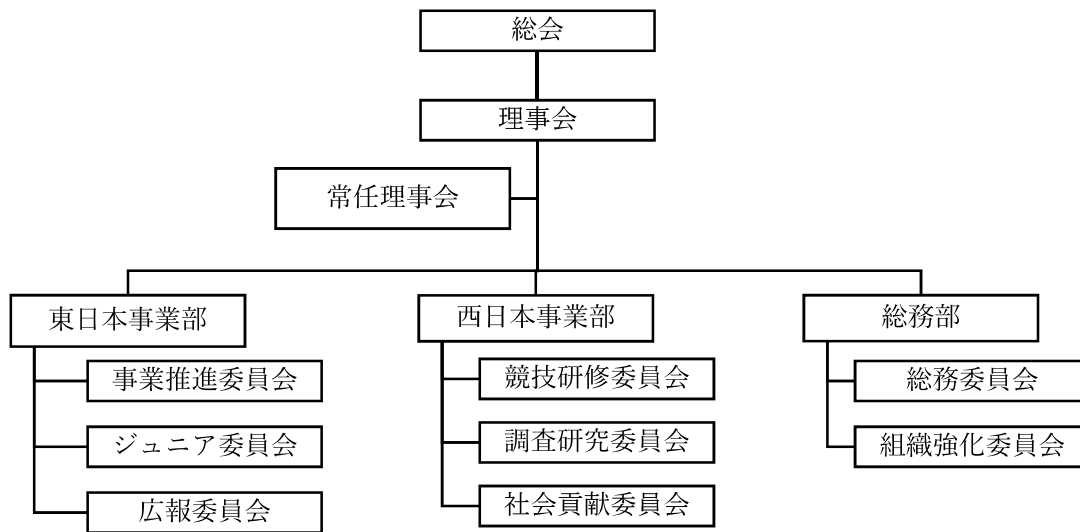 総会
理事会
常任理事会
東日本事業部
事業推進委員会
ジュニア委員会
広報委員会
西日本事業部
競技研修委員会
調査研究委員会
社会貢献委員会
総務部
総務委員会
組織強化委員会